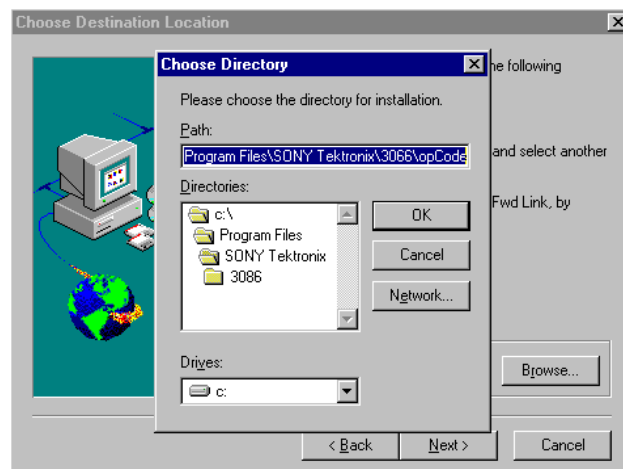 Choose Destination Location
Choose Directory
he following
Please choose the directory for installation.
Path:
Program Files\SONY Tektronix\3066\opCode
and select another
Directories:
Fwd Link, by
c:\
OK
Program Files
SONY Tektronix
Cancel
3086
Network...
Drives:
Browse...
c:
< Back
Next >
Cancel